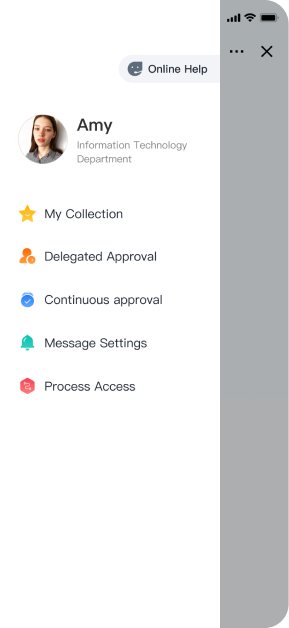 Online Help
Amy
Information Technology
Department
My Collection
Delegated Approval
Continuous approval
Message Settings
Process Access